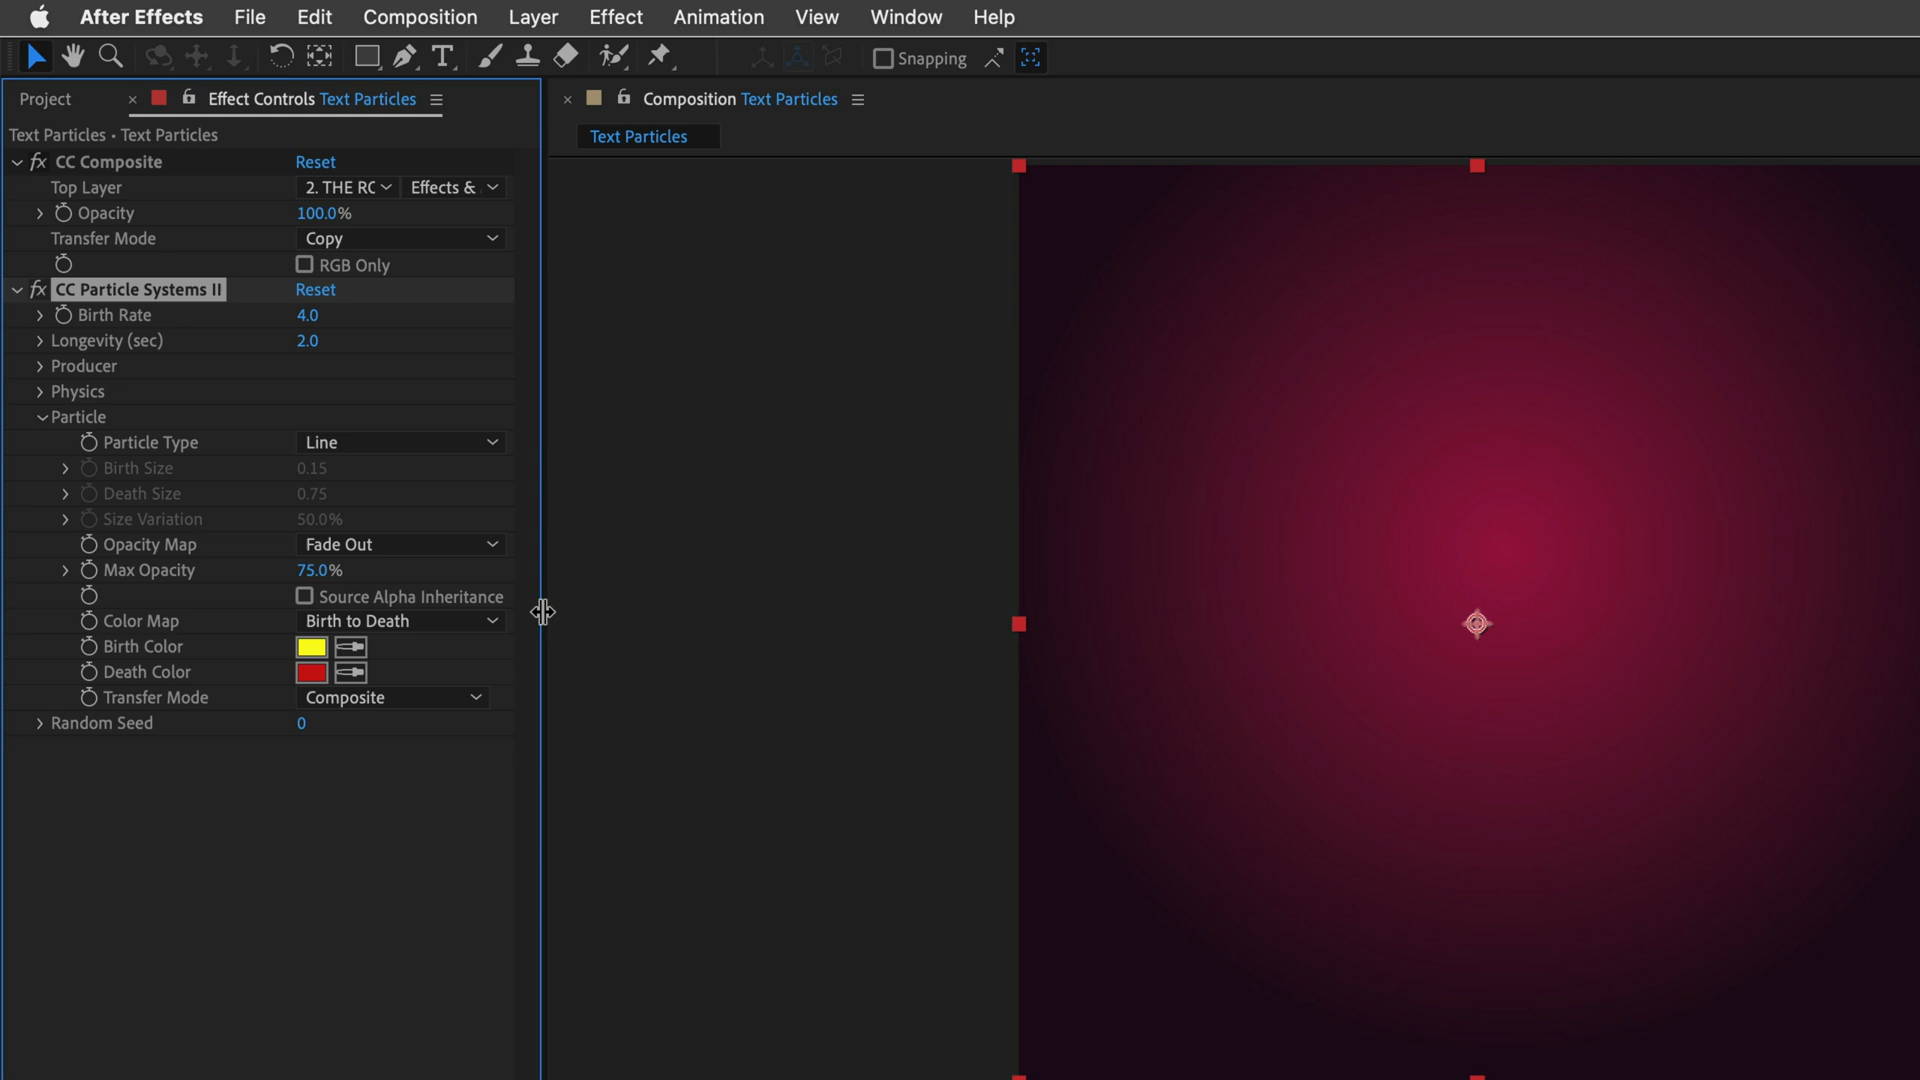 After Effects File Edit Composition Layer Effect Animation View Window Help
T Snapping
Project × Effect Controls Text Particles
× Composition Text Particles
Text Particles • Text Particles
Text Particles
fx CC Composite Reset
Top Layer 2. THE RC Effects &
Opacity 100.0%
Transfer Mode Copy
RGB Only
fx CC Particle Systems II Reset
Birth Rate 4.0
Longevity (sec) 2.0
Producer
Physics
Particle
Particle Type Line
Birth Size 0.15
Death Size 0.75
Size Variation 50.0%
Opacity Map Fade Out
Max Opacity 75.0%
Source Alpha Inheritance
Color Map Birth to Death
Birth Color
Death Color
Transfer Mode Composite
Random Seed 0